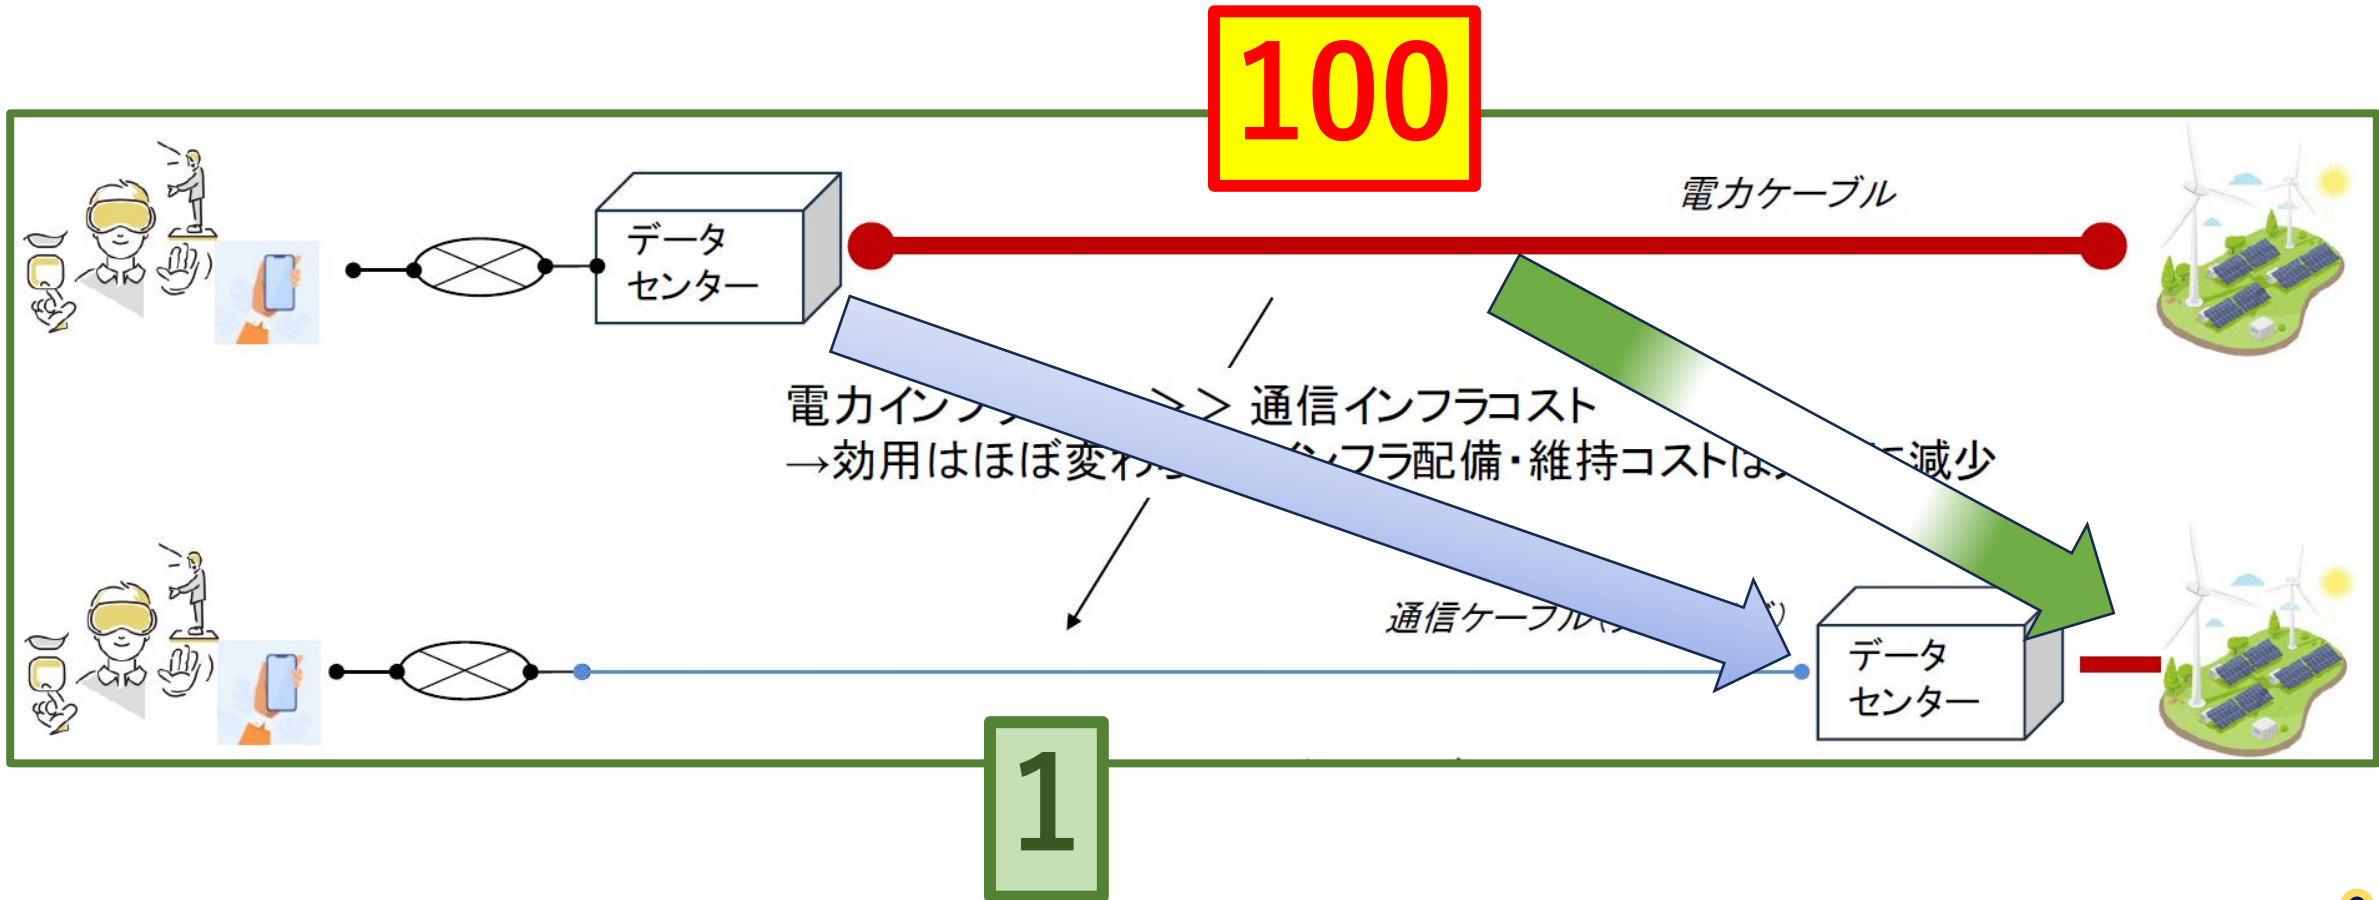 100
電力ケーブル
データ
センター
電力イン ＞＞ 通信インフラコスト
→効用はほぼ変わ インフラ配備・維持コストは 減少
通信ケーブル
データ
センター
1